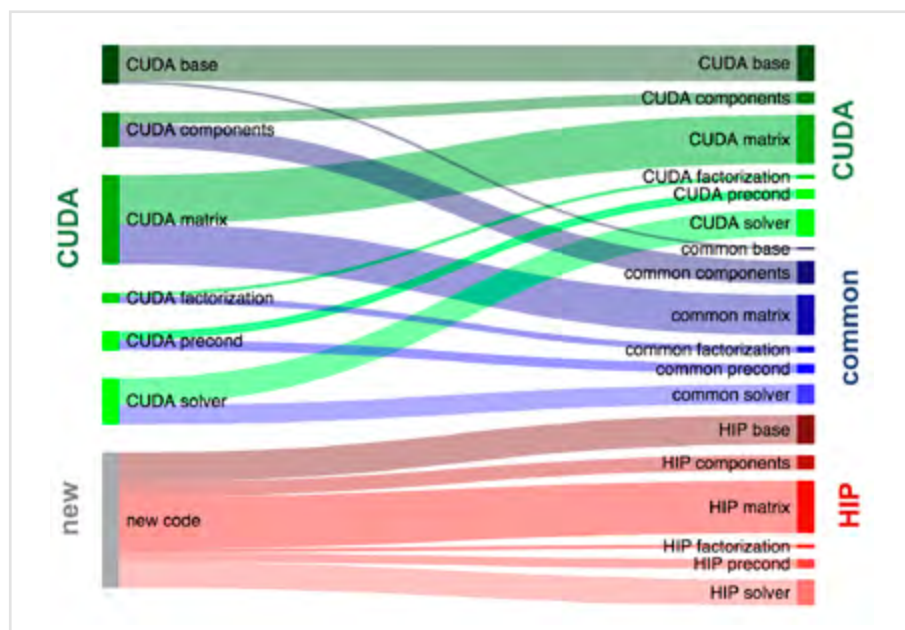 CUDA
CUDA base
CUDA components
CUDA matrix
CUDA factorization
CUDA precond
CUDA solver
new
new code
CUDA base
CUDA components
CUDA matrix
CUDA factorization
CUDA precond
CUDA solver
CUDA
common base
common components
common matrix
common factorization
common precond
common solver
common
HIP base
HIP components
HIP matrix
HIP factorization
HIP precond
HIP solver
HIP